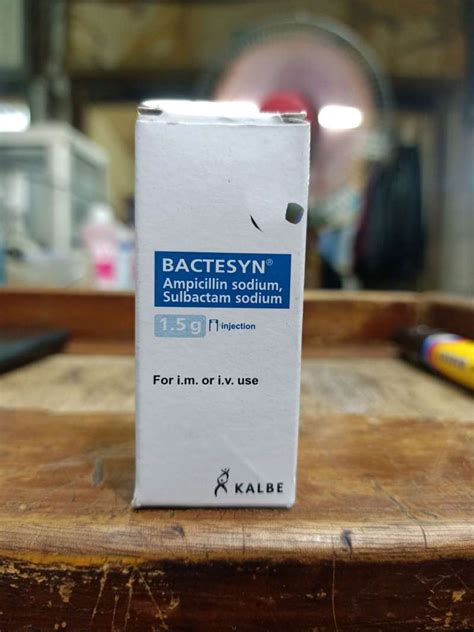 BACTESYN®
Ampicillin sodium,
Sulbactam sodium
1.5 g injection
For i.m. or i.v. use
KALBE